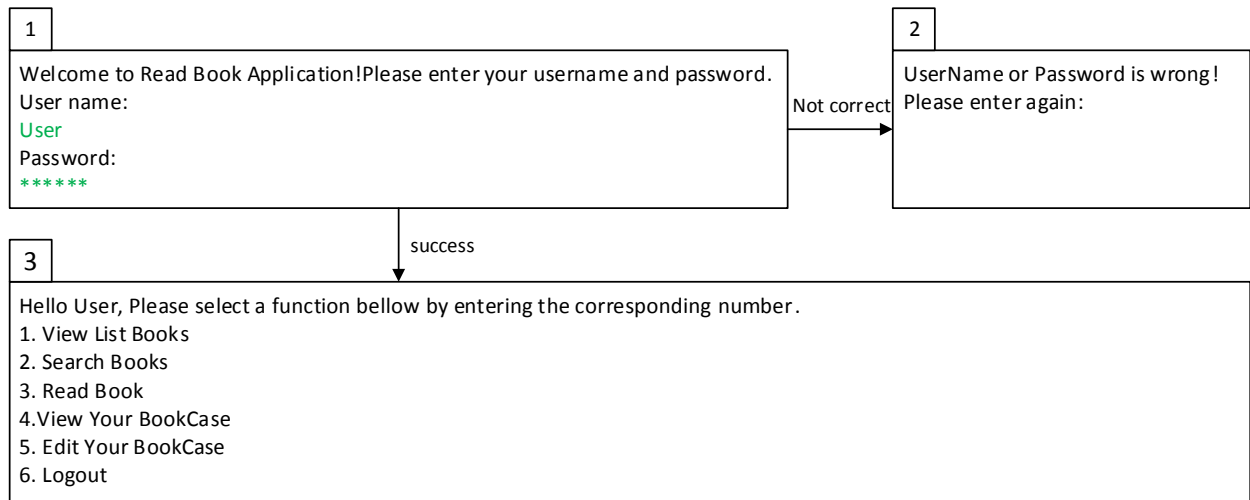 1
Welcome to Read Book Application!Please enter your username and password.
User name:
User
Password:
******
Not correct
2
UserName or Password is wrong!
Please enter again:
success
3
Hello User, Please select a function bellow by entering the corresponding number.
1. View List Books
2. Search Books
3. Read Book
4.View Your BookCase
5. Edit Your BookCase
6. Logout